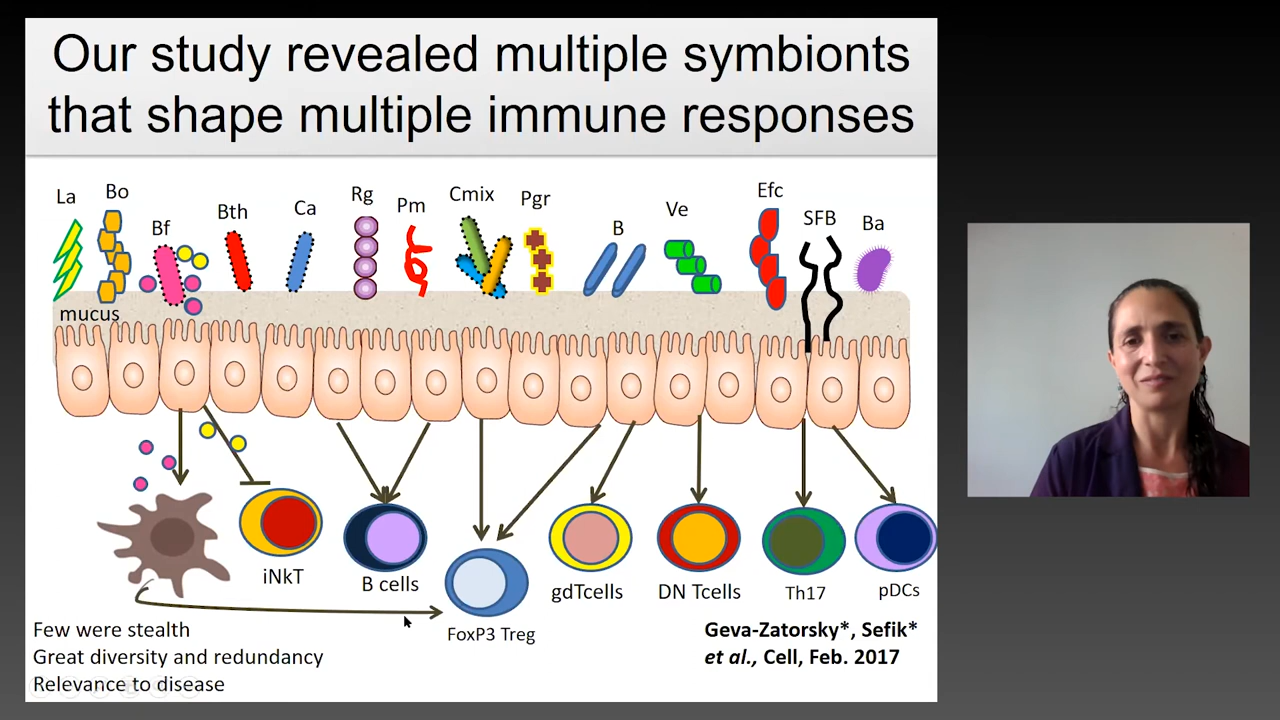 Our study revealed multiple symbionts
that shape multiple immune responses
La
Bo
Bf
Bth
Ca
Rg
Pm
Cmix
Pgr
B
Ve
Efc
SFB
Ba
mucus
iNkT
B cells
FoxP3 Treg
gdTcells
DN Tcells
Th17
pDCs
Few were stealth
Great diversity and redundancy
Relevance to disease
Geva-Zatorsky*, Sefik*
et al., Cell, Feb. 2017